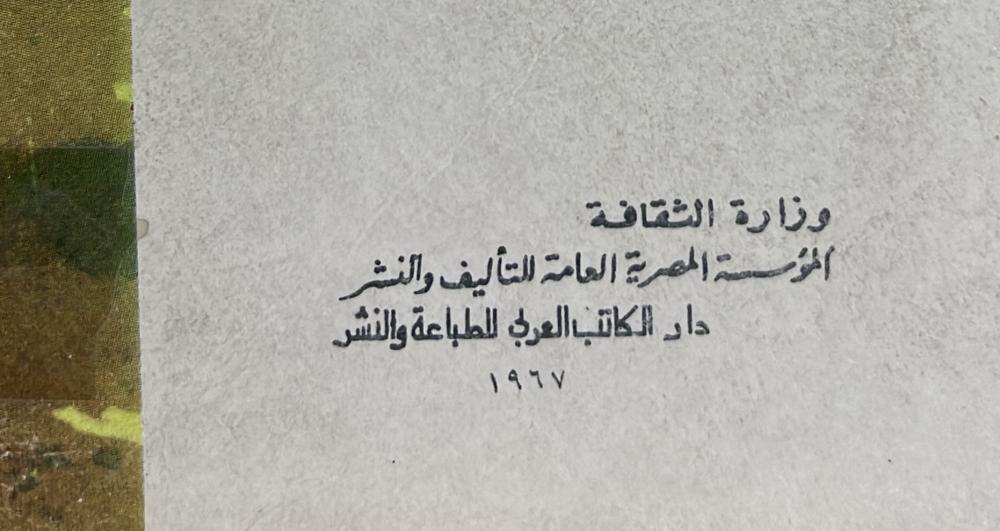 وزارة الثقافة
المؤسسة المصرية العامة للتأليف والنشر
دار الكاتب العربي للطباعة والنشر
١٩٦٧